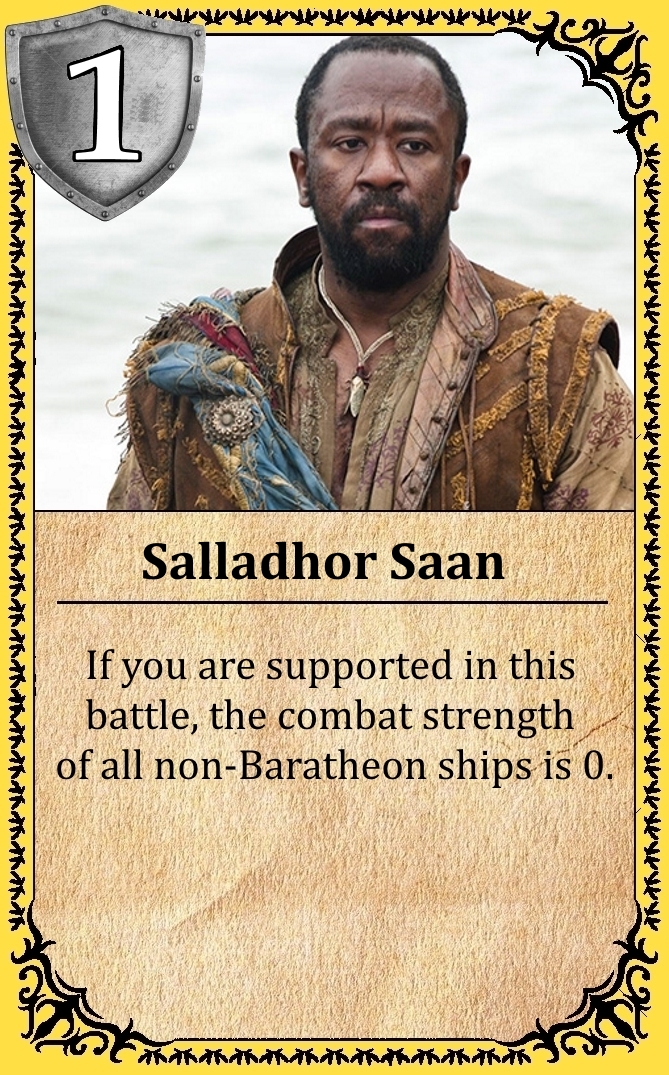 1
Salladhor Saan
If you are supported in this
battle, the combat strength
of all non-Baratheon ships is 0.